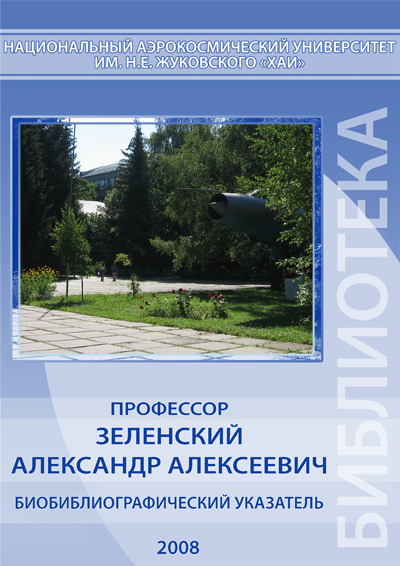 НАЦИОНАЛЬНЫЙ АЭРОКОСМИЧЕСКИЙ УНИВЕРСИТЕТ
ИМ. Н.Е. ЖУКОВСКОГО «ХАИ»
БИБЛИОТЕКА
ПРОФЕССОР
ЗЕЛЕНСКИЙ
АЛЕКСАНДР АЛЕКСЕЕВИЧ
БИОБИБЛИОГРАФИЧЕСКИЙ УКАЗАТЕЛЬ
2008